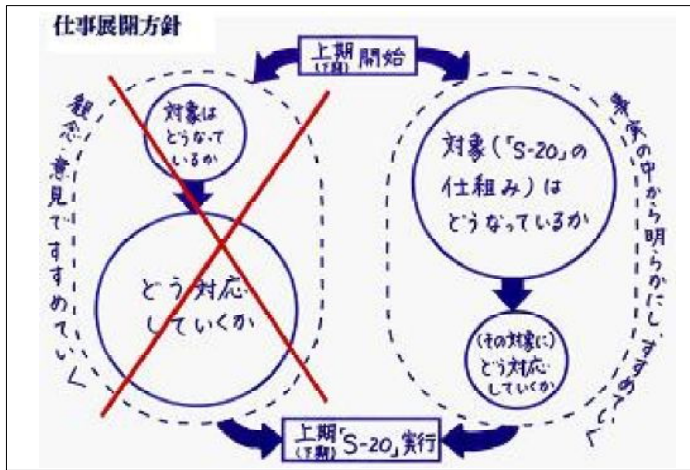 仕事展開方針
上期
(下期)
開始
観念・意見ですすめていく
対象は
どうなって
いるか
どう対応
していくか
対象(「S-20」の
仕組み)は
どうなっているか
(その対象に)
どう対応
していくか
事実の中から明らかにし、すすめていく
上期
(下期)
「S-20」実行